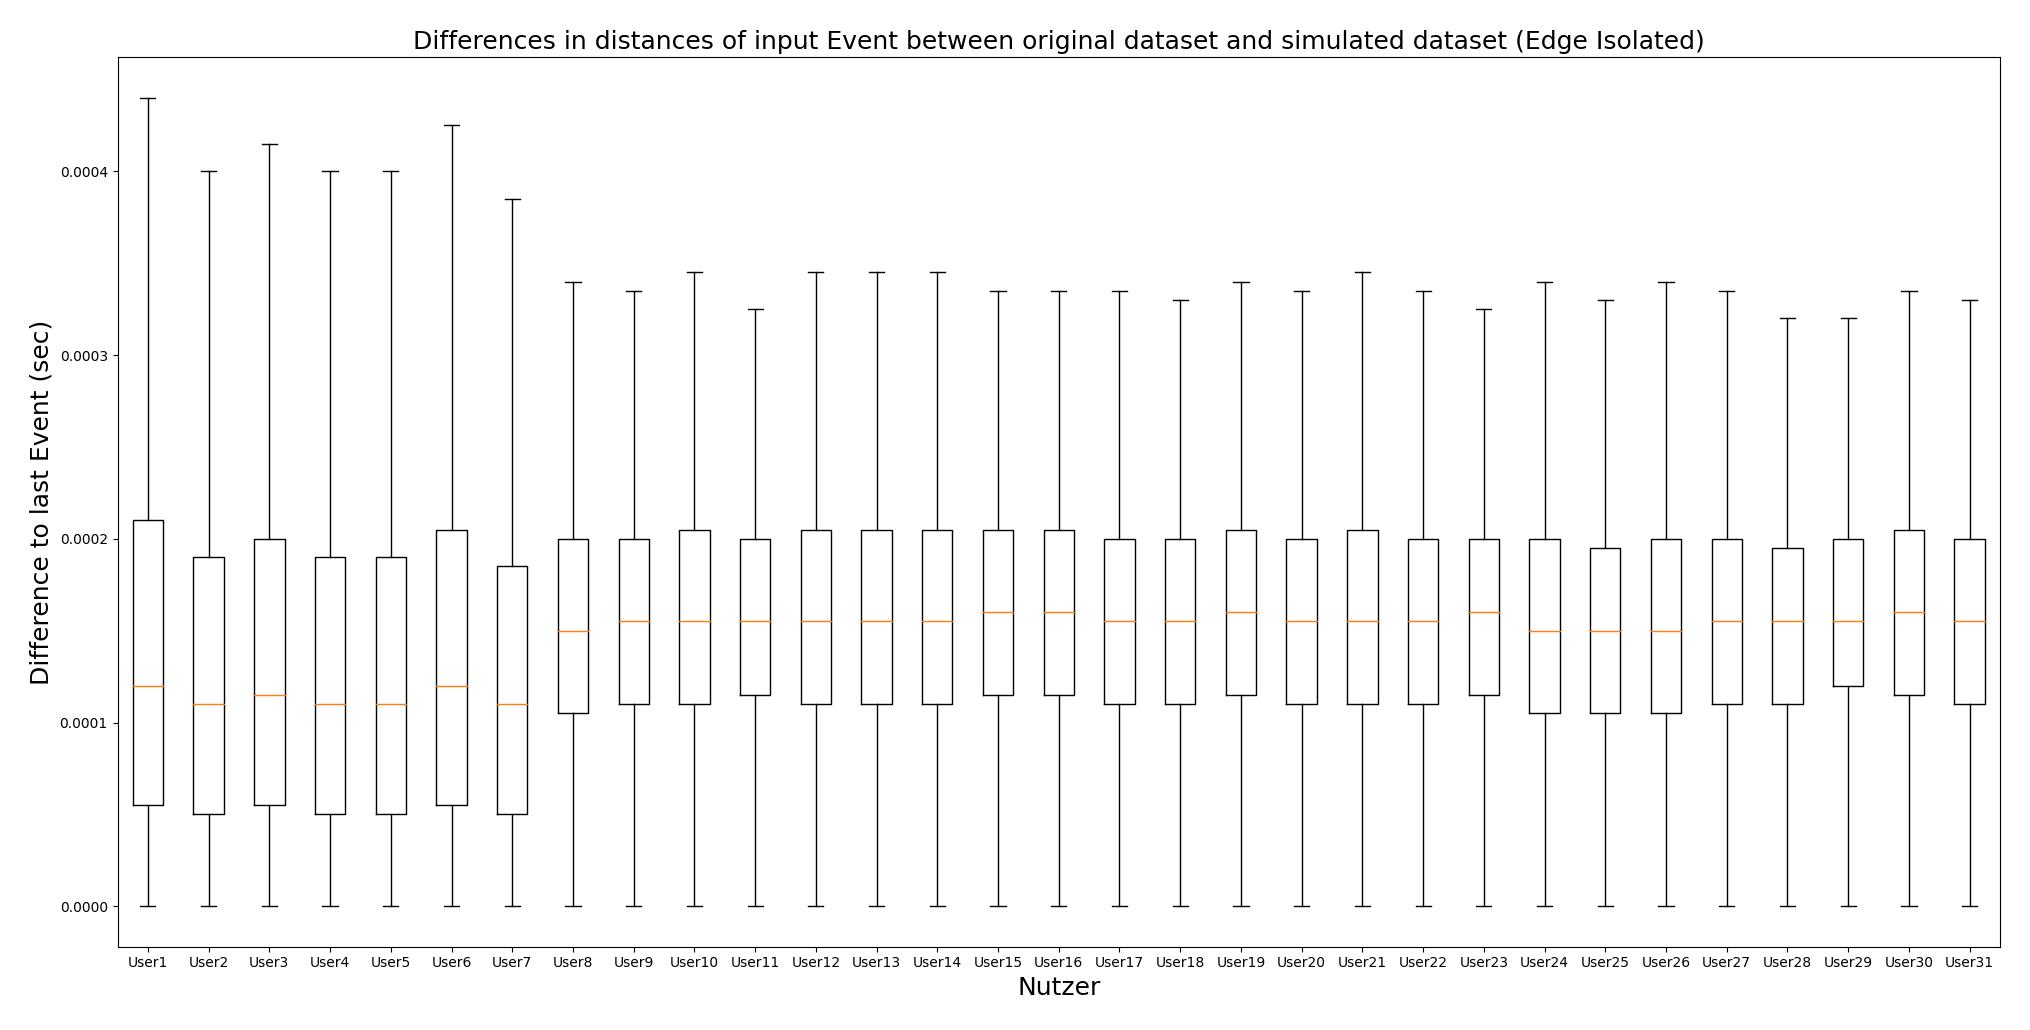 Differences in distances of input Event between original dataset and simulated dataset (Edge Isolated)
Difference to last Event (sec)
0.0004
0.0003
0.0002
0.0001
0.0000
User1 User2 User3 User4 User5 User6 User7 User8 User9 User10 User11 User12 User13 User14 User15 User16 User17 User18 User19 User20 User21 User22 User23 User24 User25 User26 User27 User28 User29 User30 User31
Nutzer